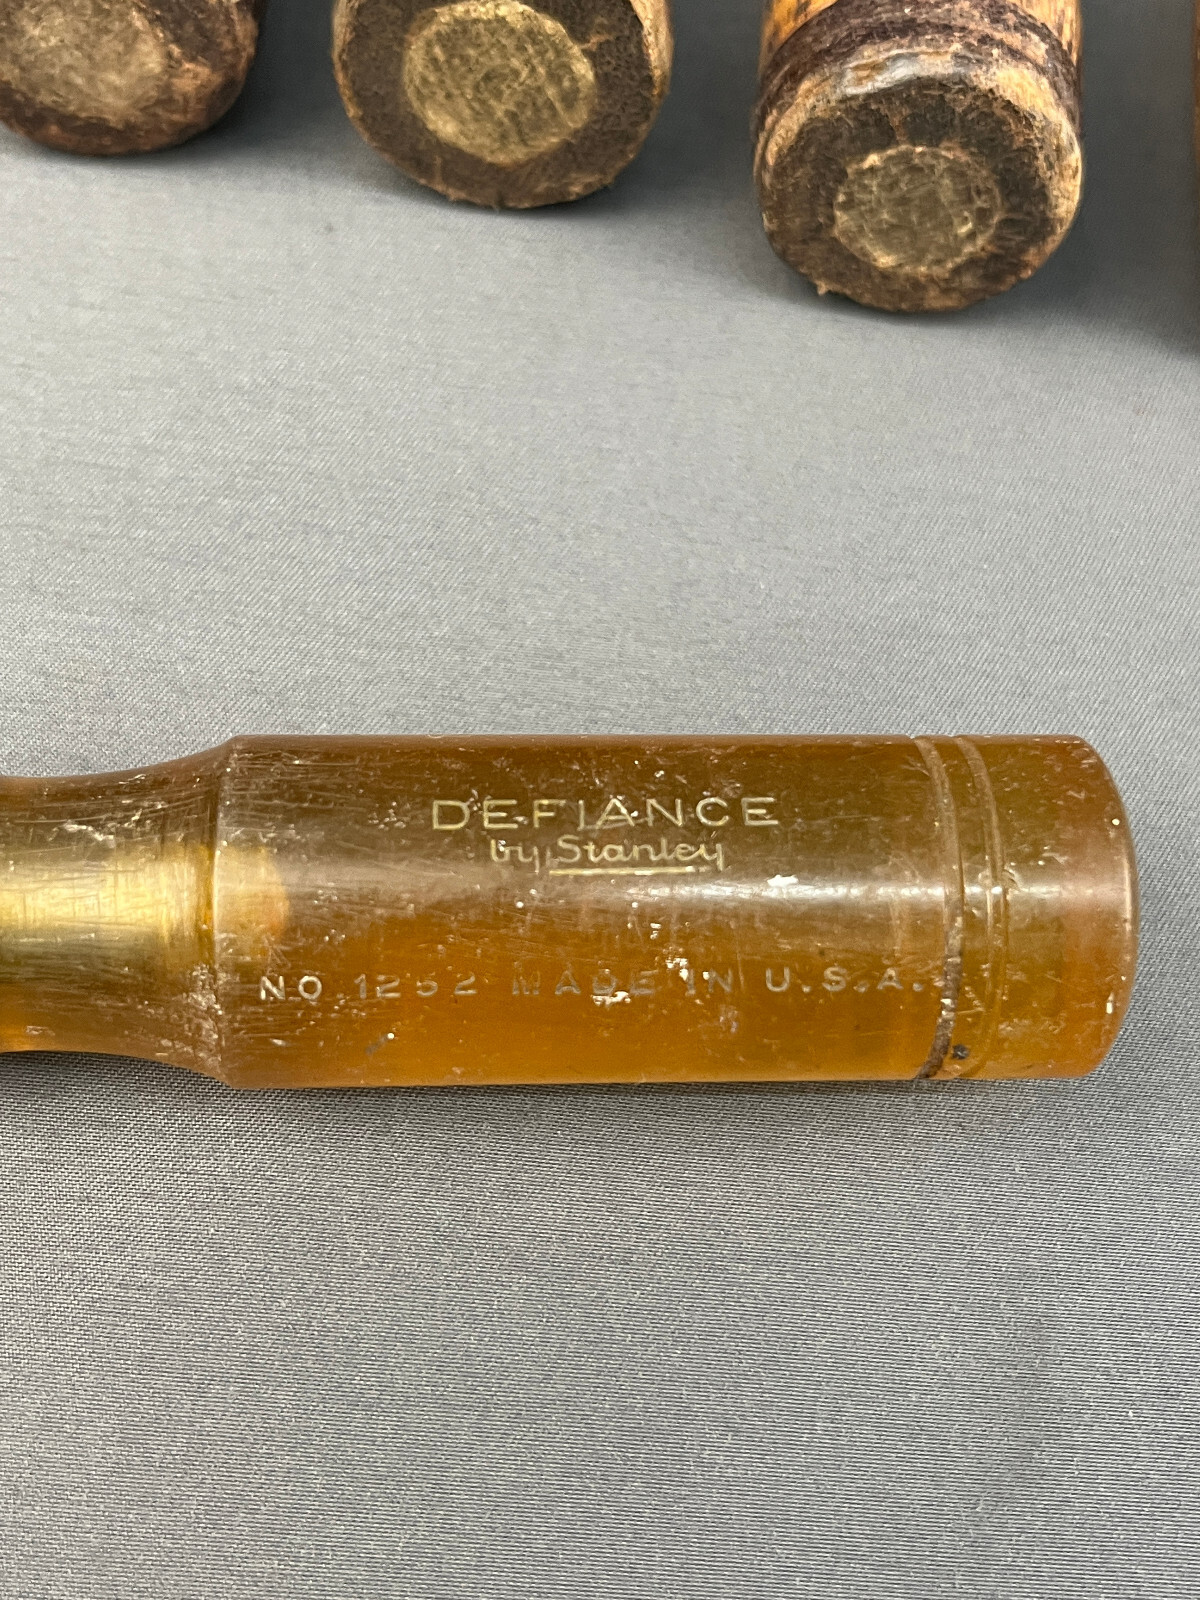 DEFIANCE
by Stanley
NO 1252 MADE IN U.S.A.